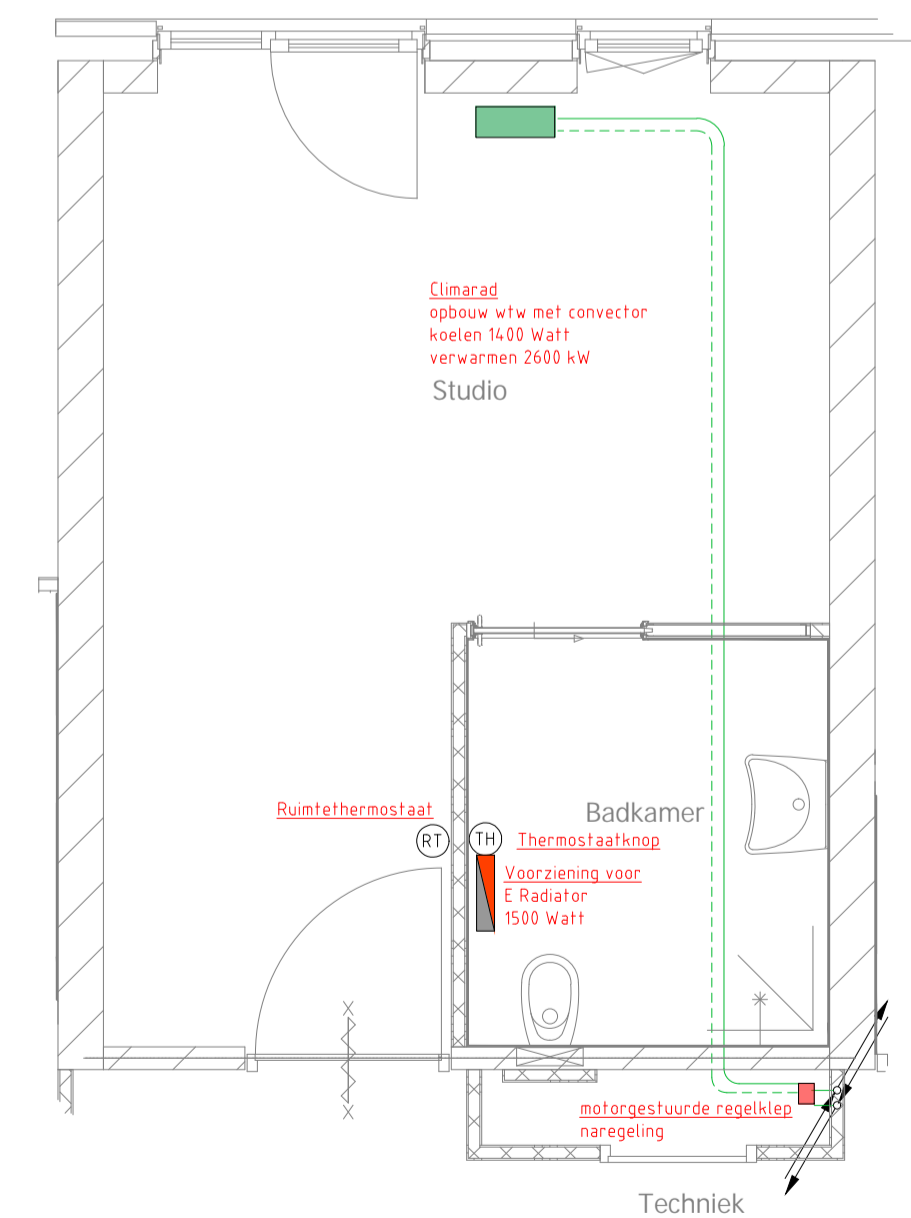 Climarad
opbouw wtw met convector
koelen 1400 Watt
verwarmen 2600 kW
Studio
Ruimtethermostaat
RT
TH
Badkamer
Thermostaatknop
Voorziening voor
E Radiator
1500 Watt
motorgestuurde regelklep
naregeling
Techniek